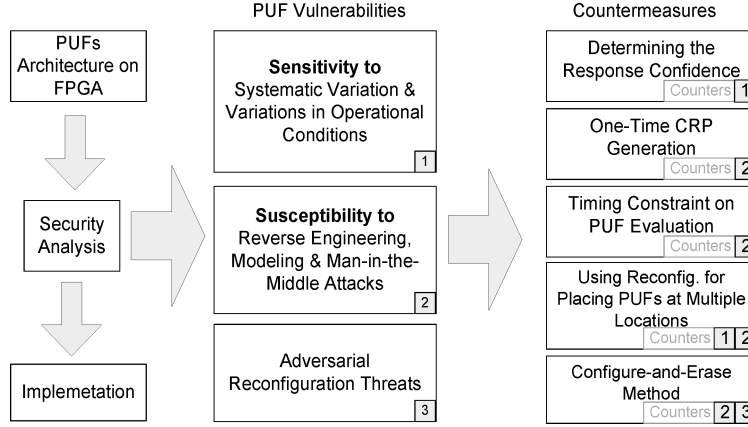 PUF Vulnerabilities
Countermeasures
PUFs
Architecture on
FPGA
Security
Analysis
Implemetation
Sensitivity to
Systematic Variation &
Variations in Operational
Conditions
1
Susceptibility to
Reverse Engineering,
Modeling & Man-in-the-
Middle Attacks
2
Adversarial
Reconfiguration Threats
3
Determining the
Response Confidence
Counters 1
One-Time CRP
Generation
Counters 2
Timing Constraint on
PUF Evaluation
Counters 2
Using Reconfig. for
Placing PUFs at Multiple
Locations
Counters 1 2
Configure-and-Erase
Method
Counters 2 3